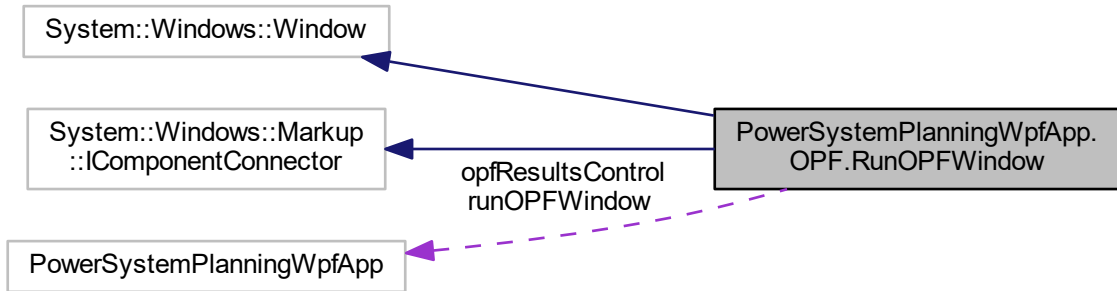 System::Windows::Window
System::Windows::Markup
::IComponentConnector
PowerSystemPlanningWpfApp.
OPF.RunOPFWindow
opfResultsControl
runOPFWindow
PowerSystemPlanningWpfApp